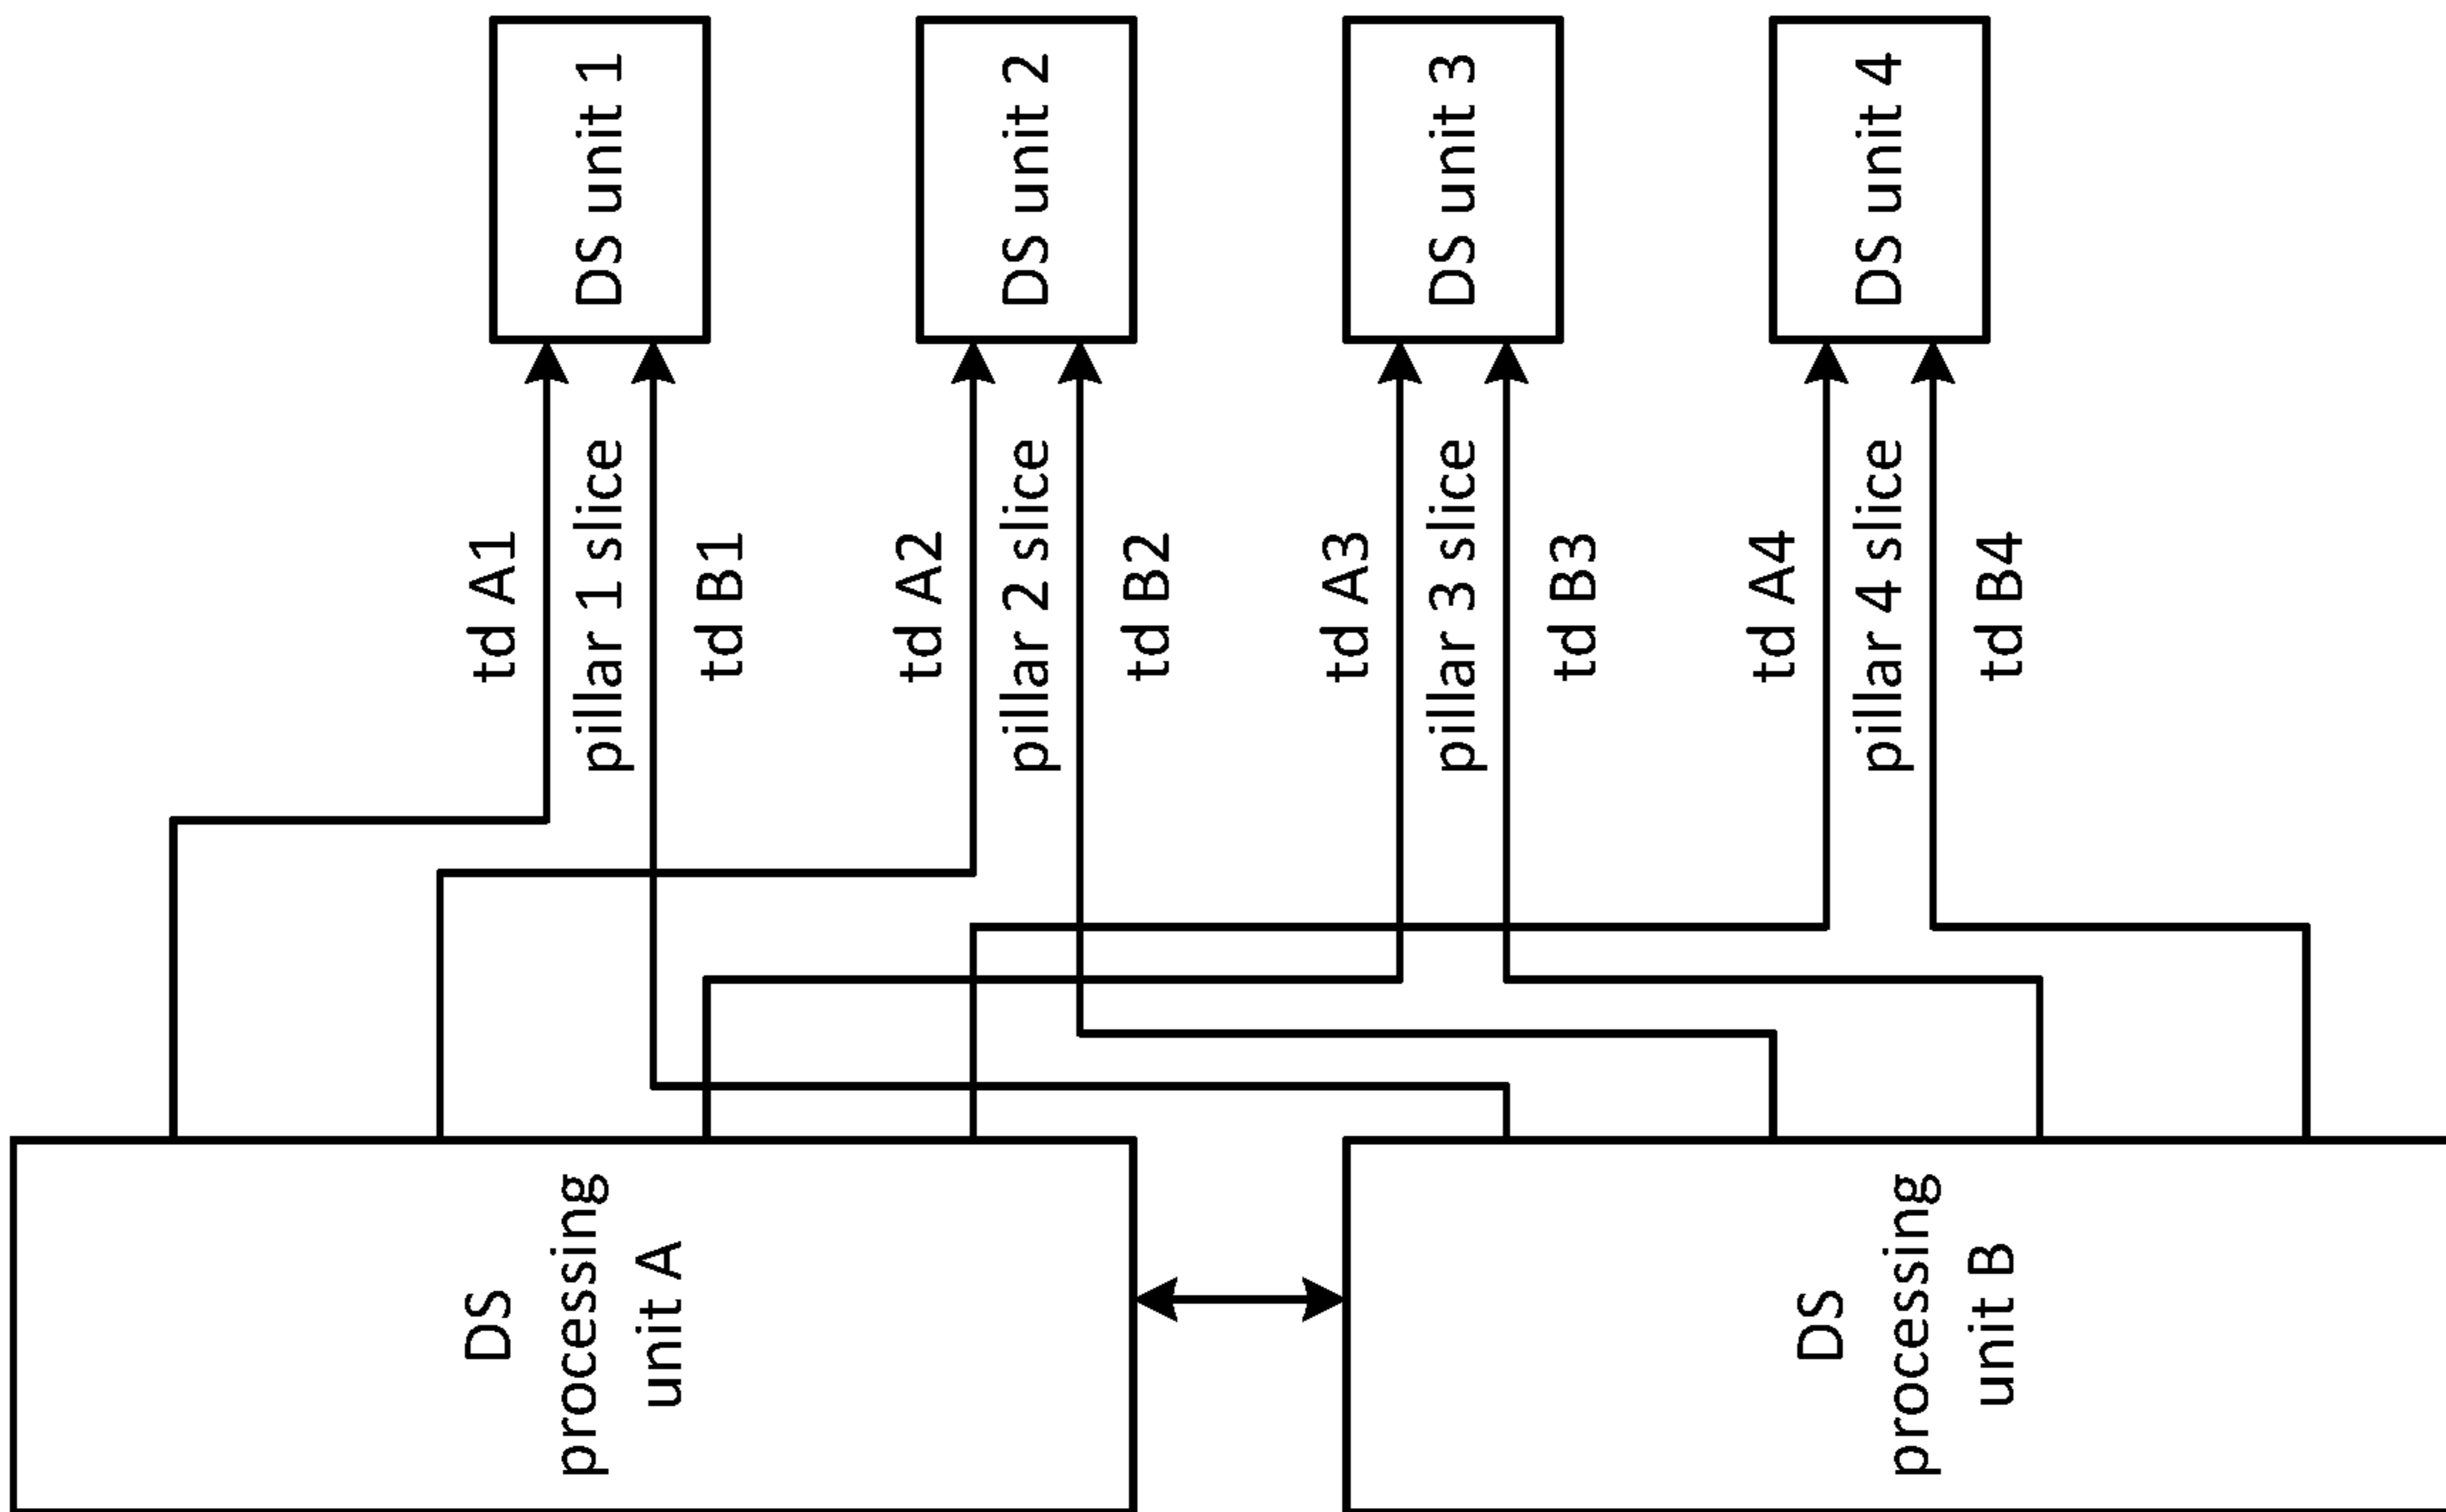 DS
processing
unit A
DS
processing
unit B
td A1
pillar 1 slice
td B1
DS unit 1
td A2
pillar 2 slice
td B2
DS unit 2
td A3
pillar 3 slice
td B3
DS unit 3
td A4
pillar 4 slice
td B4
DS unit 4